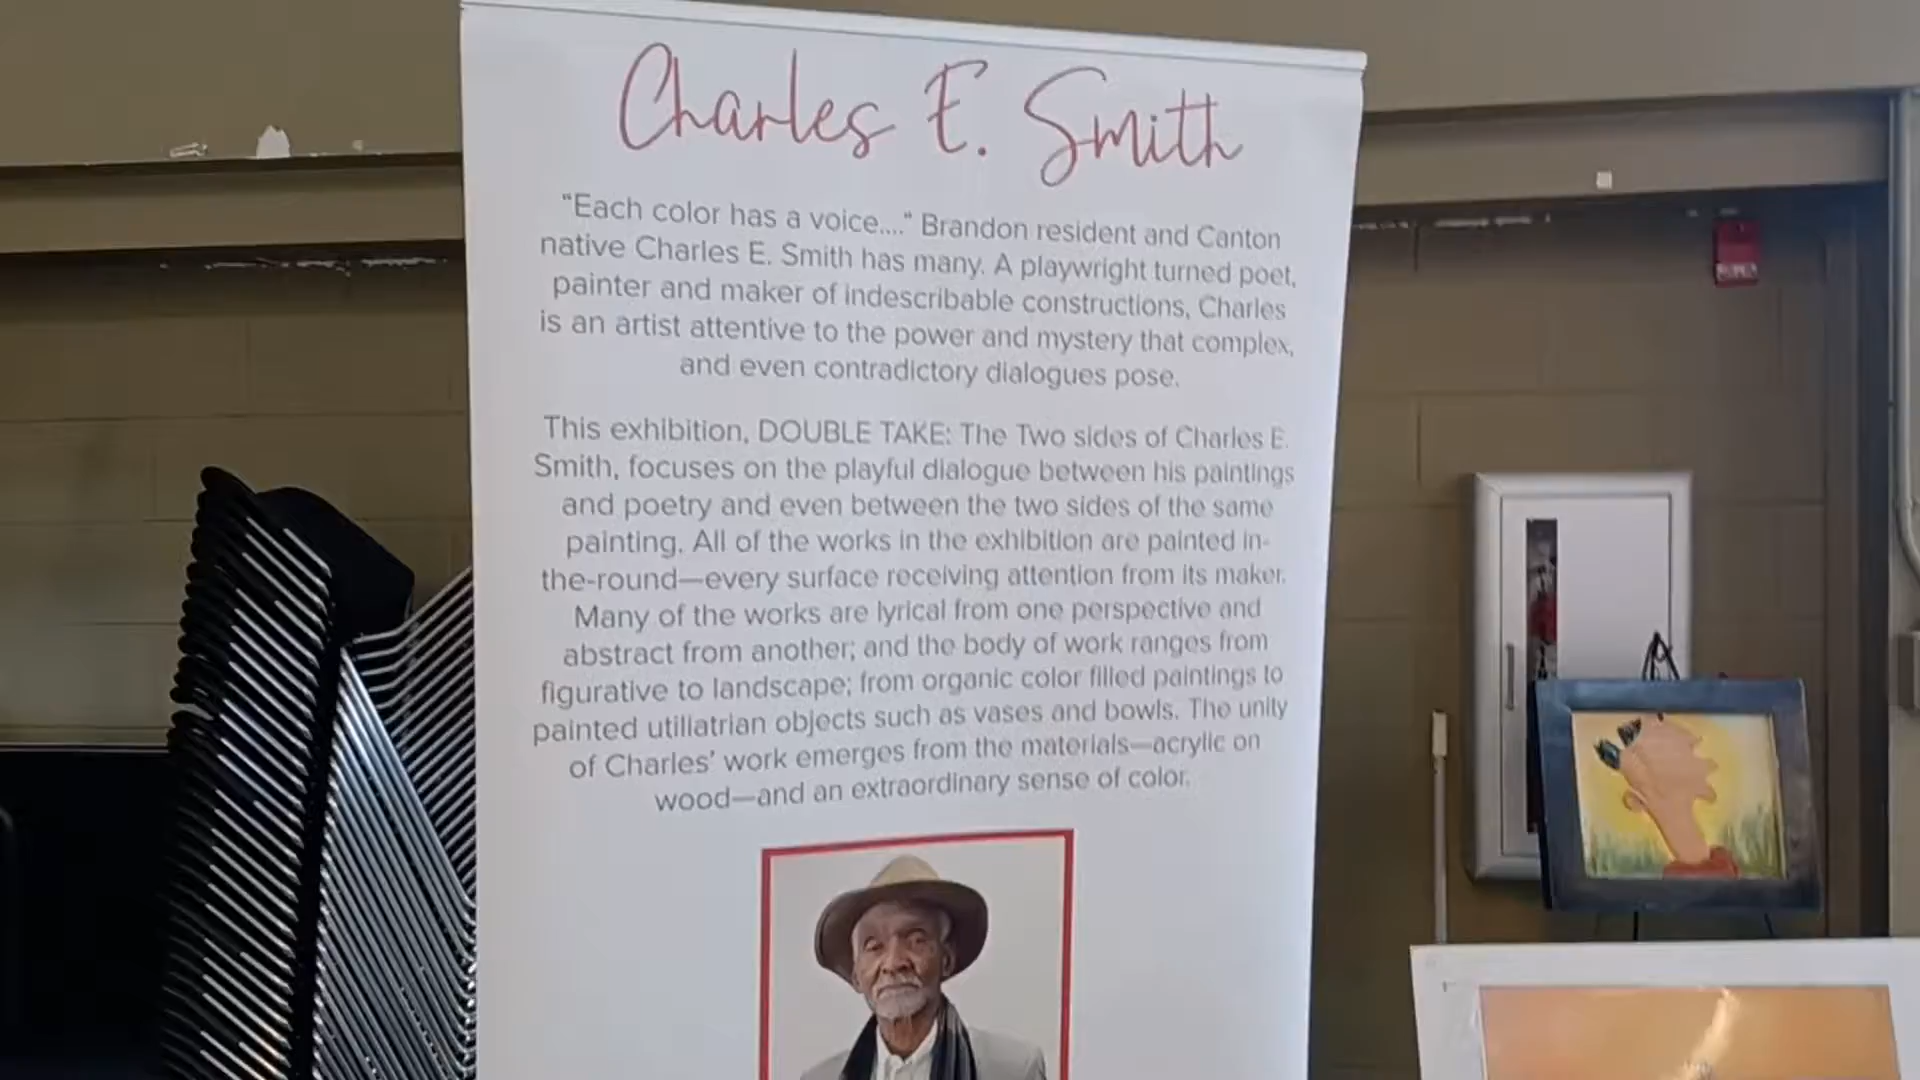 Charles E. Smith
“Each color has a voice....” Brandon resident and Canton
native Charles E. Smith has many. A playwright turned poet,
painter and maker of indescribable constructions, Charles
is an artist attentive to the power and mystery that complex,
and even contradictory dialogues pose.
This exhibition, DOUBLE TAKE: The Two sides of Charles E.
Smith, focuses on the playful dialogue between his paintings
and poetry and even between the two sides of the same
painting. All of the works in the exhibition are painted in-
the-round—every surface receiving attention from its maker.
Many of the works are lyrical from one perspective and
abstract from another; and the body of work ranges from
figurative to landscape; from organic color filled paintings to
painted utiliatrian objects such as vases and bowls. The unity
of Charles’ work emerges from the materials—acrylic on
wood—and an extraordinary sense of color.